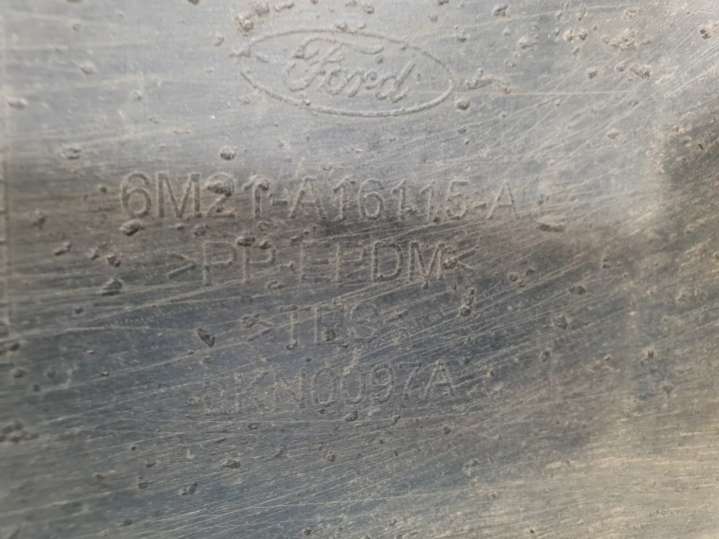 Ford
6M21-A16115-A
>PP-EPDM<
KN0097A